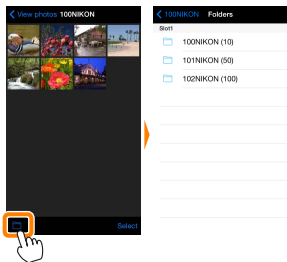 View photos 100NIKON
Select
100NIKON Folders
Slot1
100NIKON (10)
101NIKON (50)
102NIKON (100)